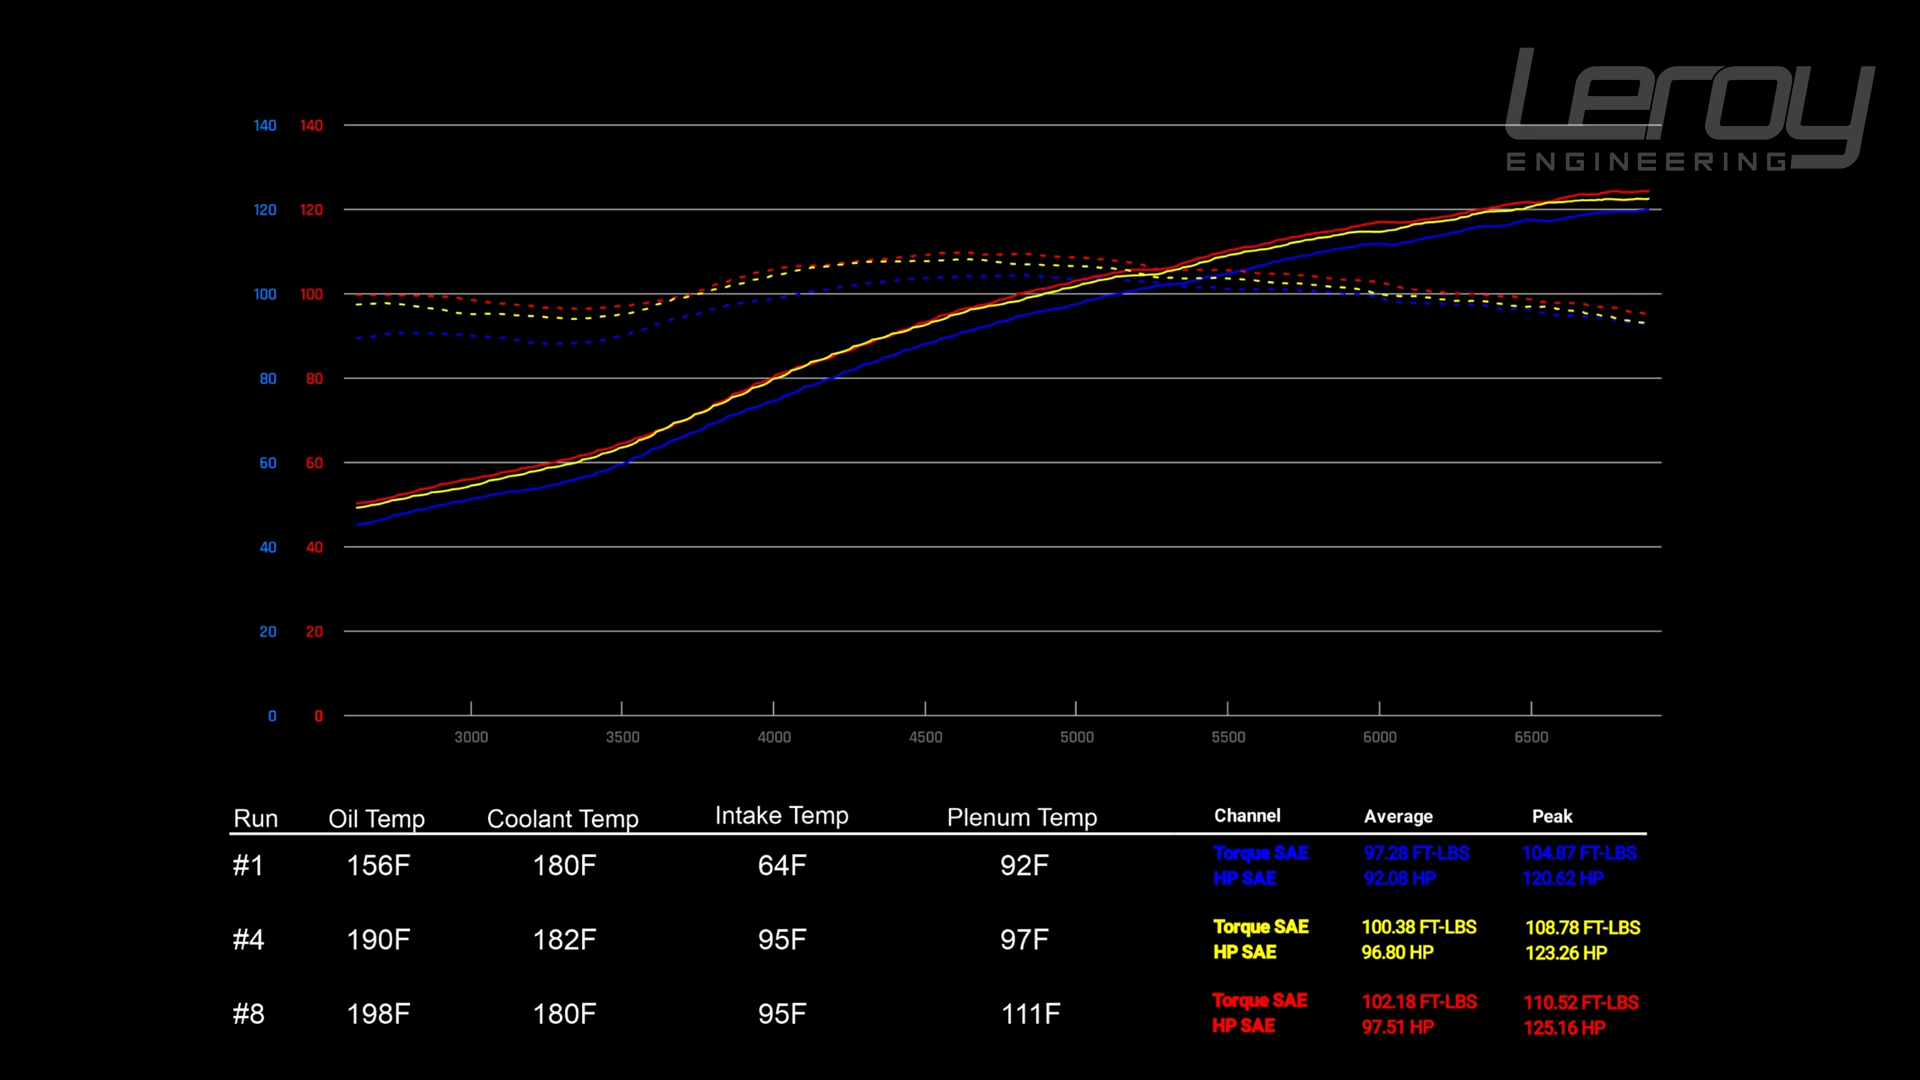 Leroy
ENGINEERING
140 140
120 120
100 100
80 80
60 60
40 40
20 20
0 0
3000 3500 4000 4500 5000 5500 6000 6500
Run Oil Temp Coolant Temp Intake Temp Plenum Temp Channel Average Peak
#1 156F 180F 64F 92F
Torque SAE 97.28 FT-LBS 104.87 FT-LBS
HP SAE 92.08 HP 120.62 HP
#4 190F 182F 95F 97F
Torque SAE 100.38 FT-LBS 108.78 FT-LBS
HP SAE 96.80 HP 123.26 HP
#8 198F 180F 95F 111F
Torque SAE 102.18 FT-LBS 110.52 FT-LBS
HP SAE 97.51 HP 125.16 HP